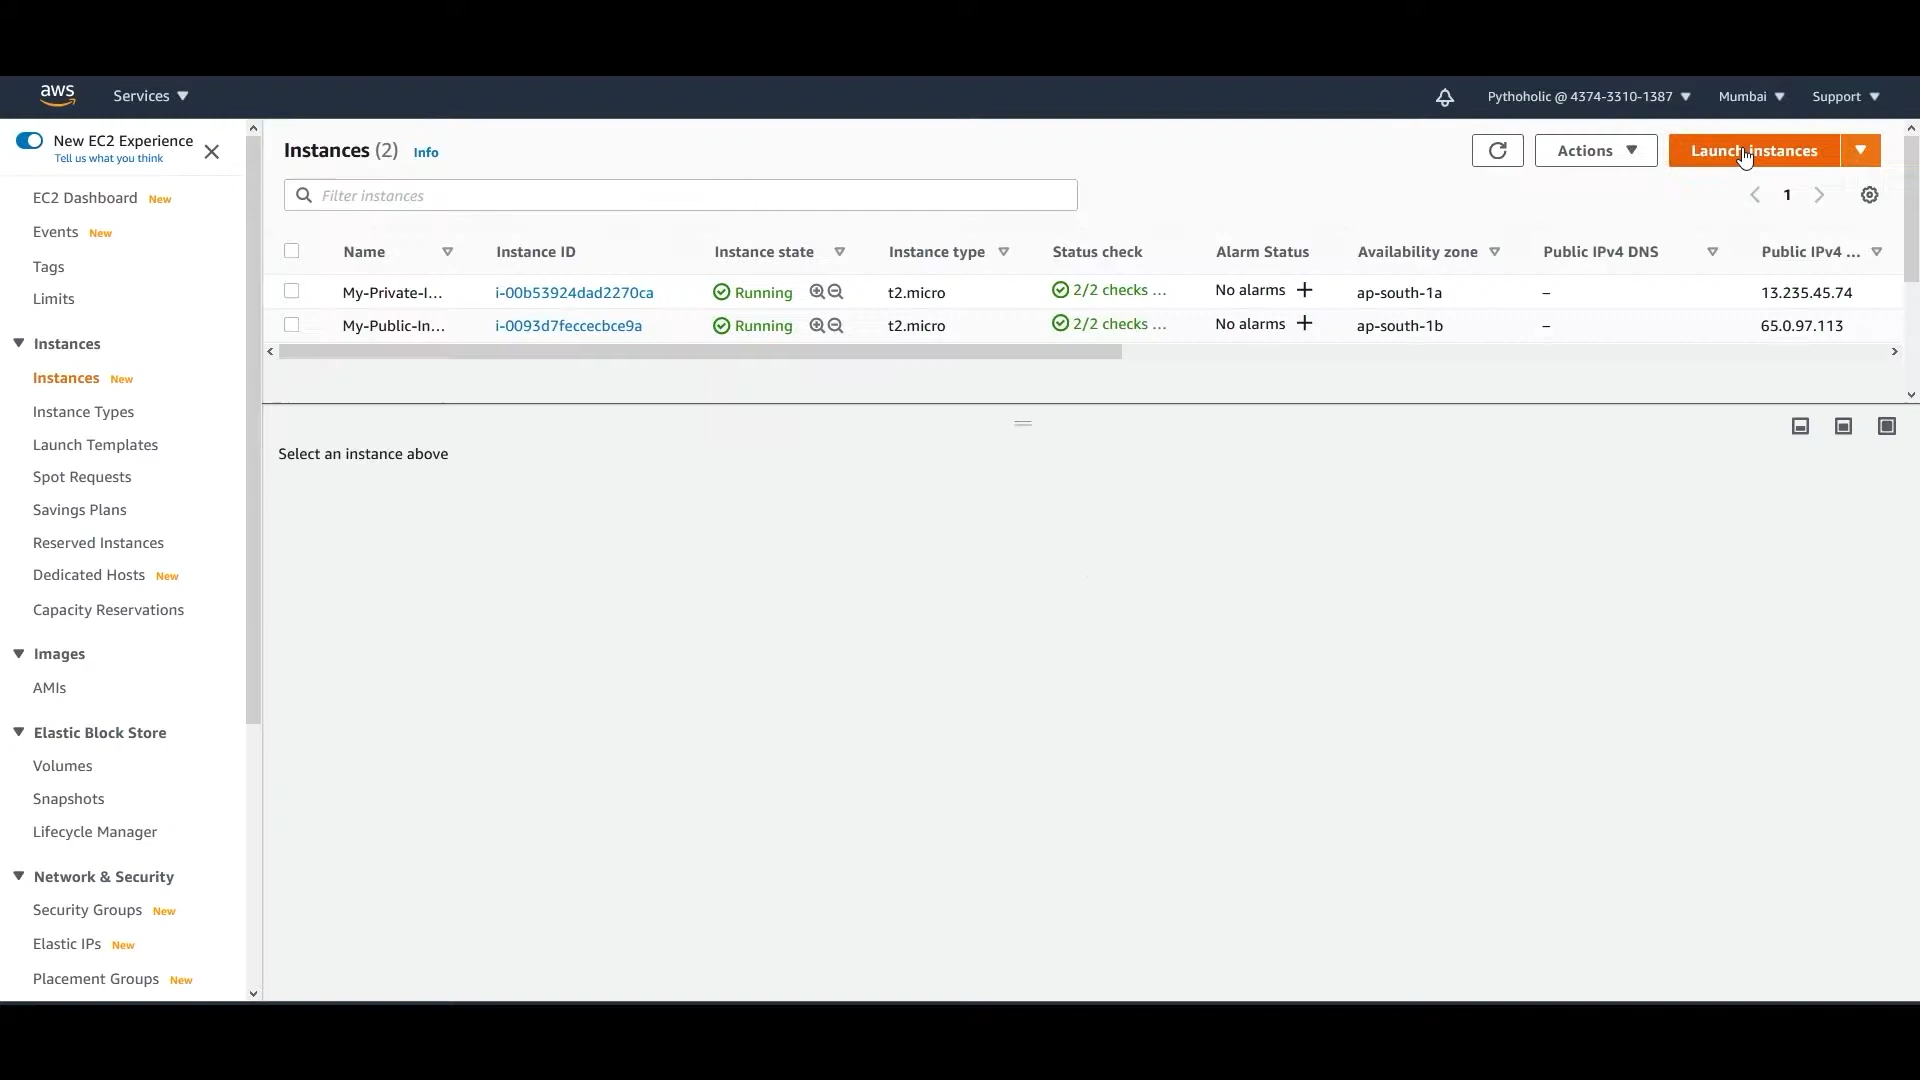 aws Services Pythoholic @ 4374-3310-1387 Mumbai Support
New EC2 Experience
Tell us what you think
EC2 Dashboard New
Events New
Tags
Limits
Instances
Instances New
Instance Types
Launch Templates
Spot Requests
Savings Plans
Reserved Instances
Dedicated Hosts New
Capacity Reservations
Images
AMIs
Elastic Block Store
Volumes
Snapshots
Lifecycle Manager
Network & Security
Security Groups New
Elastic IPs New
Placement Groups New
Instances (2) Info Actions Launch instances
Filter instances 1
Name Instance ID Instance state Instance type Status check Alarm Status Availability zone Public IPv4 DNS Public IPv4 ...
My-Private-I... i-00b53924dad2270ca Running t2.micro 2/2 checks ... No alarms + ap-south-1a – 13.235.45.74
My-Public-In... i-0093d7feccecbce9a Running t2.micro 2/2 checks ... No alarms + ap-south-1b – 65.0.97.113
Select an instance above